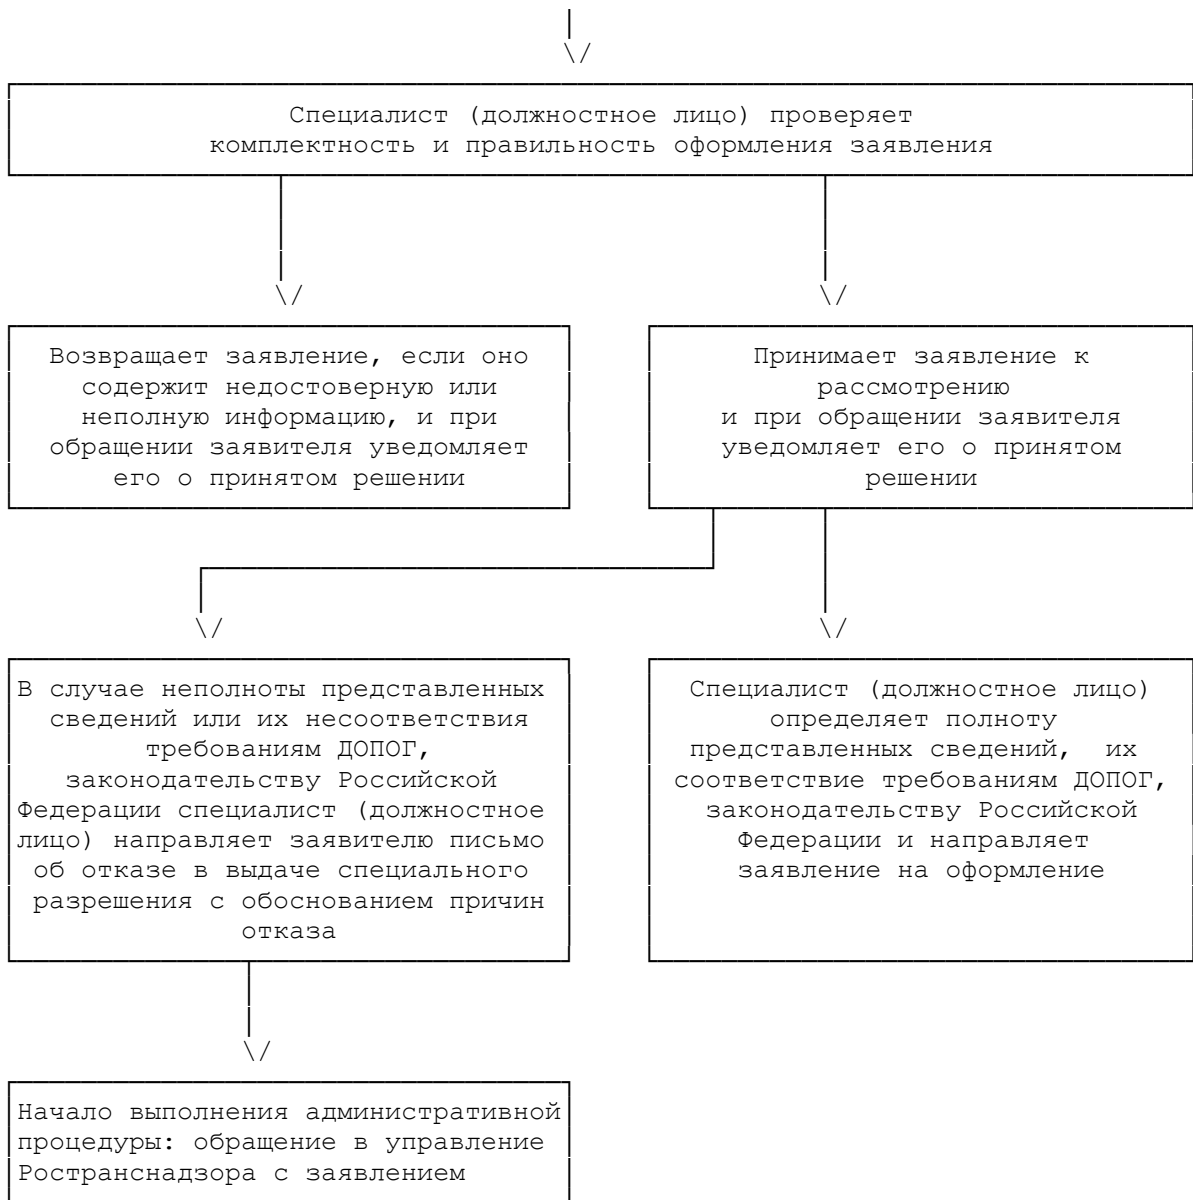 Специалист (должностное лицо) проверяет
комплектность и правильность оформления заявления
Возвращает заявление, если оно
содержит недостоверную или
неполную информацию, и при
обращении заявителя уведомляет
его о принятом решении
Принимает заявление к
рассмотрению
и при обращении заявителя
уведомляет его о принятом
решении
В случае неполноты представленных
сведений или их несоответствия
требованиям ДОПОГ,
законодательству Российской
Федерации специалист (должностное
лицо) направляет заявителю письмо
об отказе в выдаче специального
разрешения с обоснованием причин
отказа
Специалист (должностное лицо)
определяет полноту
представленных сведений, их
соответствие требованиям ДОПОГ,
законодательству Российской
Федерации и направляет
заявление на оформление
Начало выполнения административной
процедуры: обращение в управление
Ространснадзора с заявлением